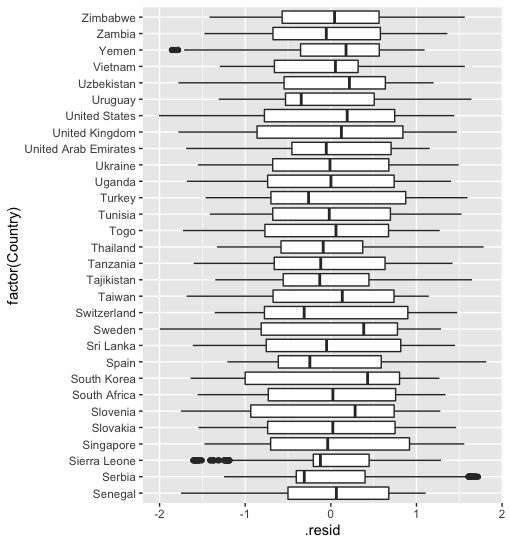 Zimbabwe
Zambia
Yemen
Vietnam
Uzbekistan
Uruguay
United States
United Kingdom
United Arab Emirates
Ukraine
Uganda
Turkey
Tunisia
Togo
Thailand
Tanzania
Tajikistan
Taiwan
Switzerland
Sweden
Sri Lanka
Spain
South Korea
South Africa
Slovenia
Slovakia
Singapore
Sierra Leone
Serbia
Senegal
factor(Country)
-2 -1 0 1 2
.resid